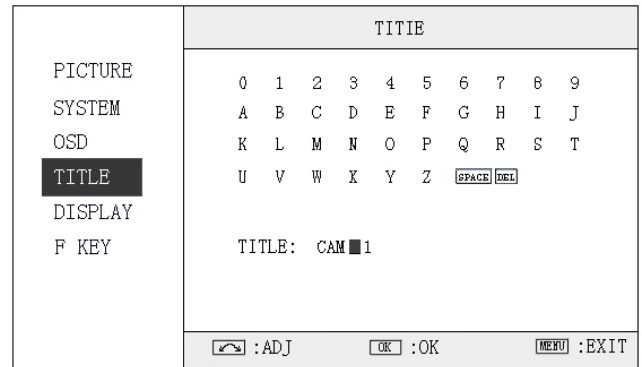 TITIE
PICTURE
SYSTEM
OSD
TITLE
DISPLAY
F KEY
0 1 2 3 4 5 6 7 8 9
A B C D E F G H I J
K L M N O P Q R S T
U V W X Y Z SPACE DEL
TITLE: CAM 1
:ADJ OK :OK MENU :EXIT